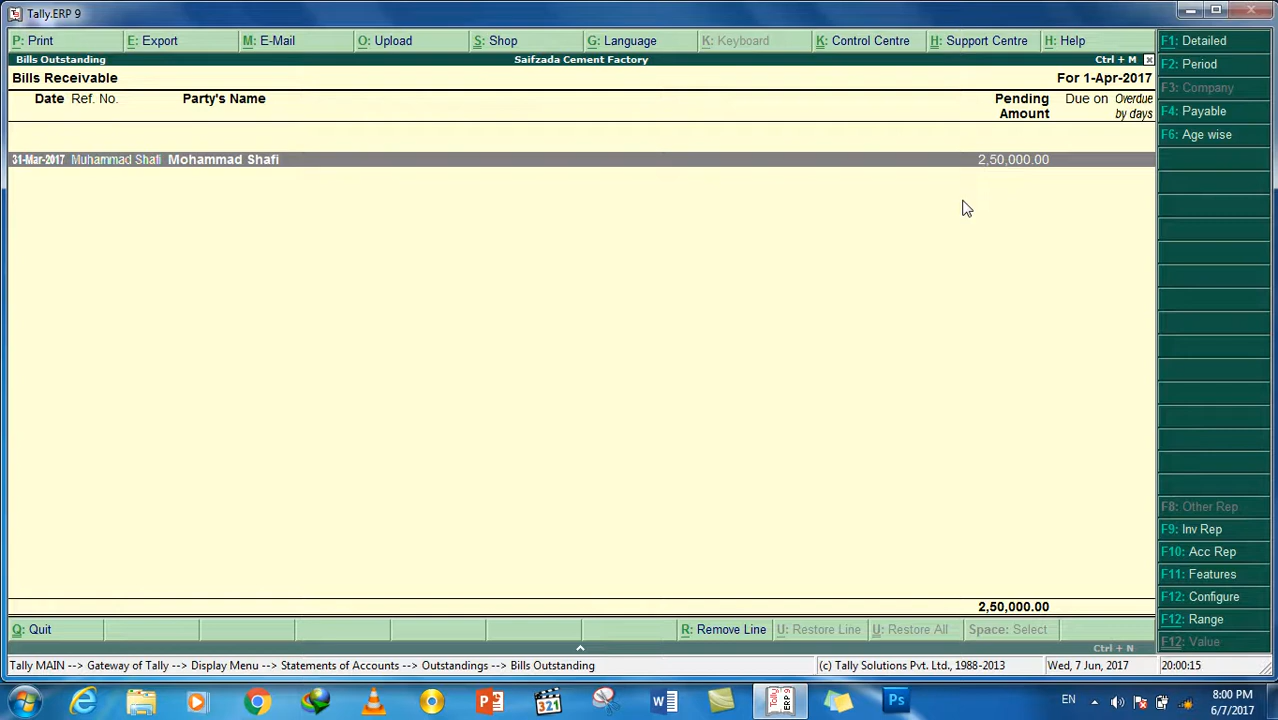 Tally.ERP 9
P: Print E: Export M: E-Mail O: Upload S: Shop G: Language K: Keyboard K: Control Centre H: Support Centre H: Help
Bills Outstanding Saifzada Cement Factory Ctrl + M
Bills Receivable For 1-Apr-2017
Date Ref. No. Party's Name Pending Amount Due on Overdue by days
31-Mar-2017 Muhammad Shafi Mohammad Shafi 2,50,000.00
2,50,000.00
F1: Detailed
F2: Period
F3: Company
F4: Payable
F6: Age wise
F8: Other Rep
F9: Inv Rep
F10: Acc Rep
F11: Features
F12: Configure
F12: Range
F12: Value
Q: Quit R: Remove Line U: Restore Line U: Restore All Space: Select
Ctrl + N
Tally MAIN --> Gateway of Tally --> Display Menu --> Statements of Accounts --> Outstandings --> Bills Outstanding (c) Tally Solutions Pvt. Ltd., 1988-2013 Wed, 7 Jun, 2017 20:00:15
321 Tally ERP 9 Ps EN 8:00 PM
6/7/2017